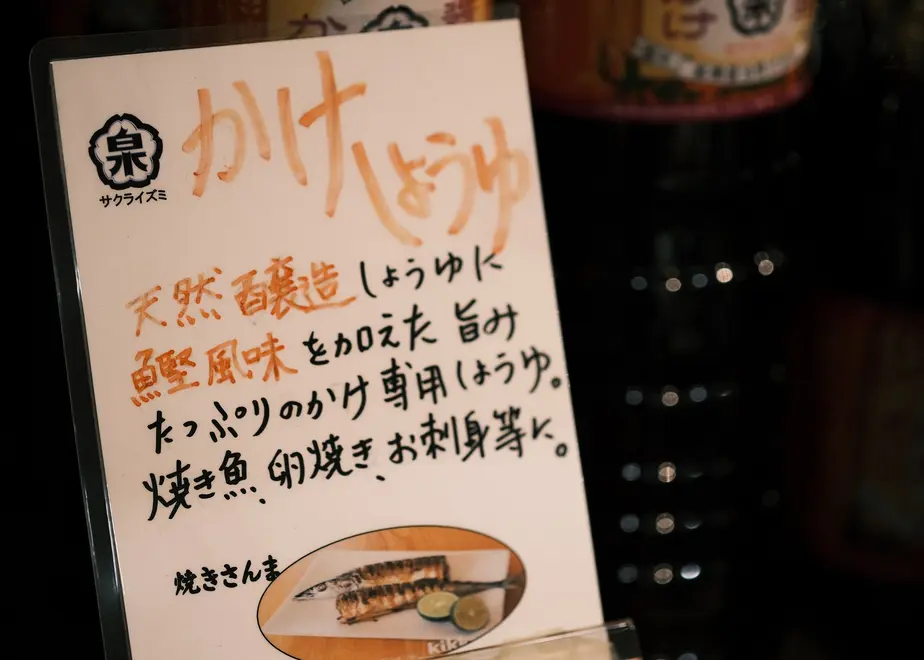 かけ
しょうゆ
泉
サクライズミ
天然醸造しょうゆに
鰹風味を加えた旨み
たっぷりのかけ専用しょうゆ。
焼き魚、卵焼き、お刺身等に。
焼きさんま